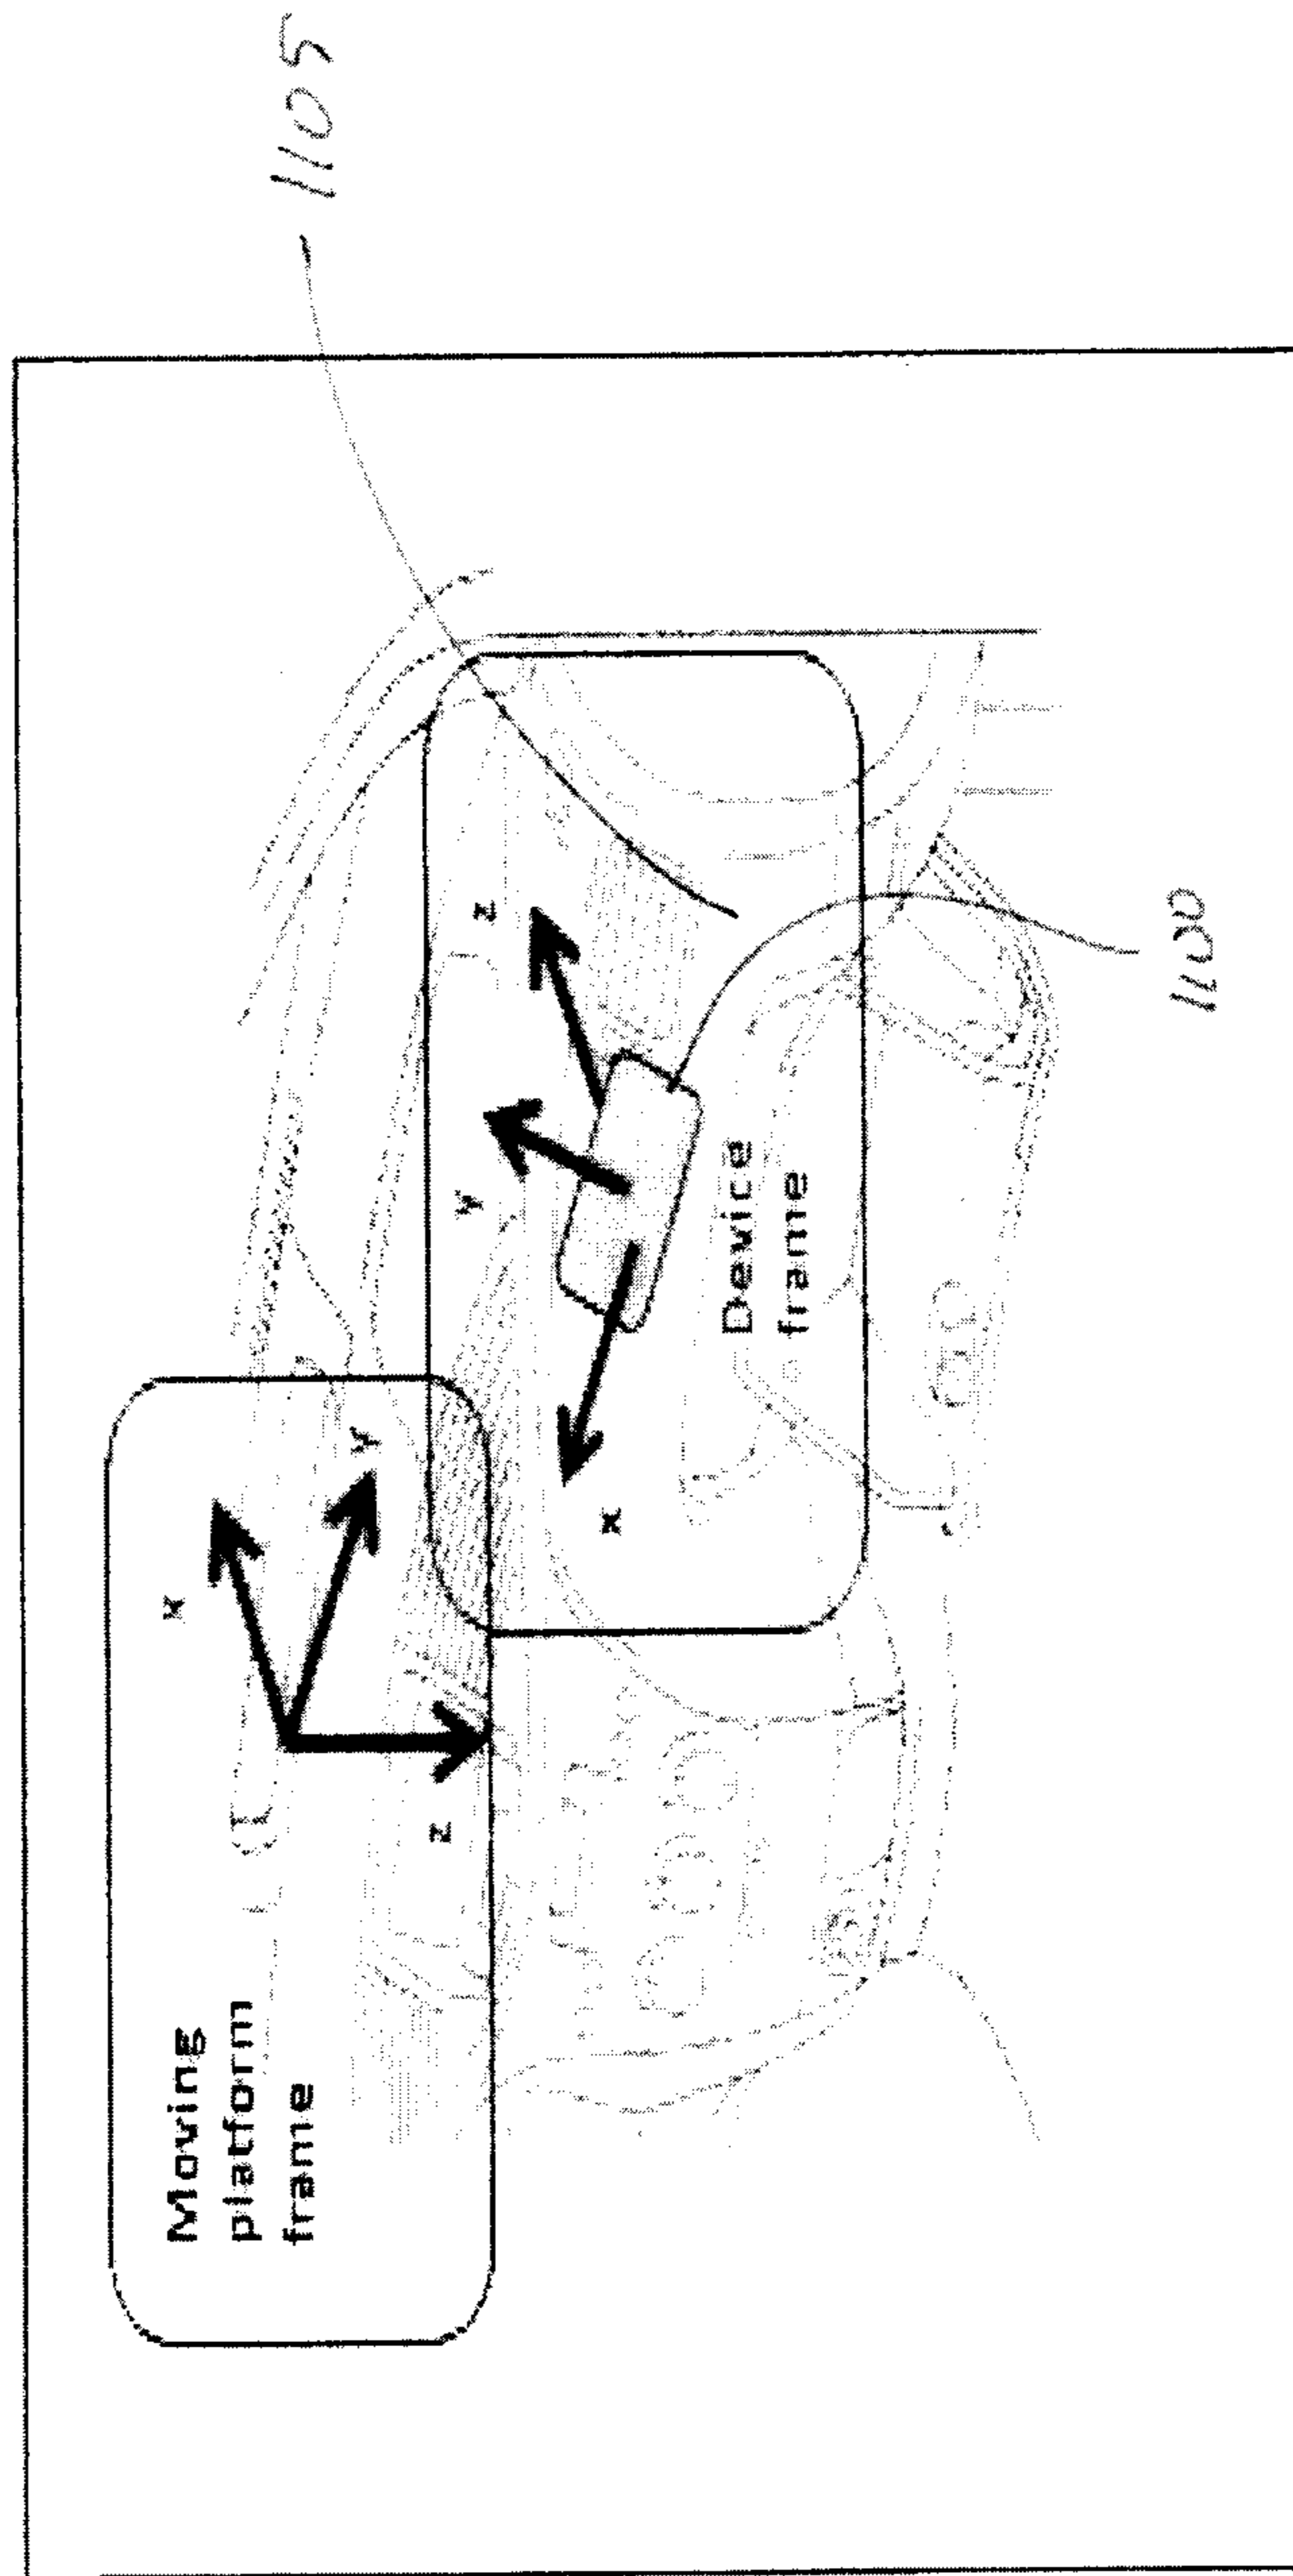 1105
Moving
platform
frame
x
y
z
z
y
x
Device
frame
1100